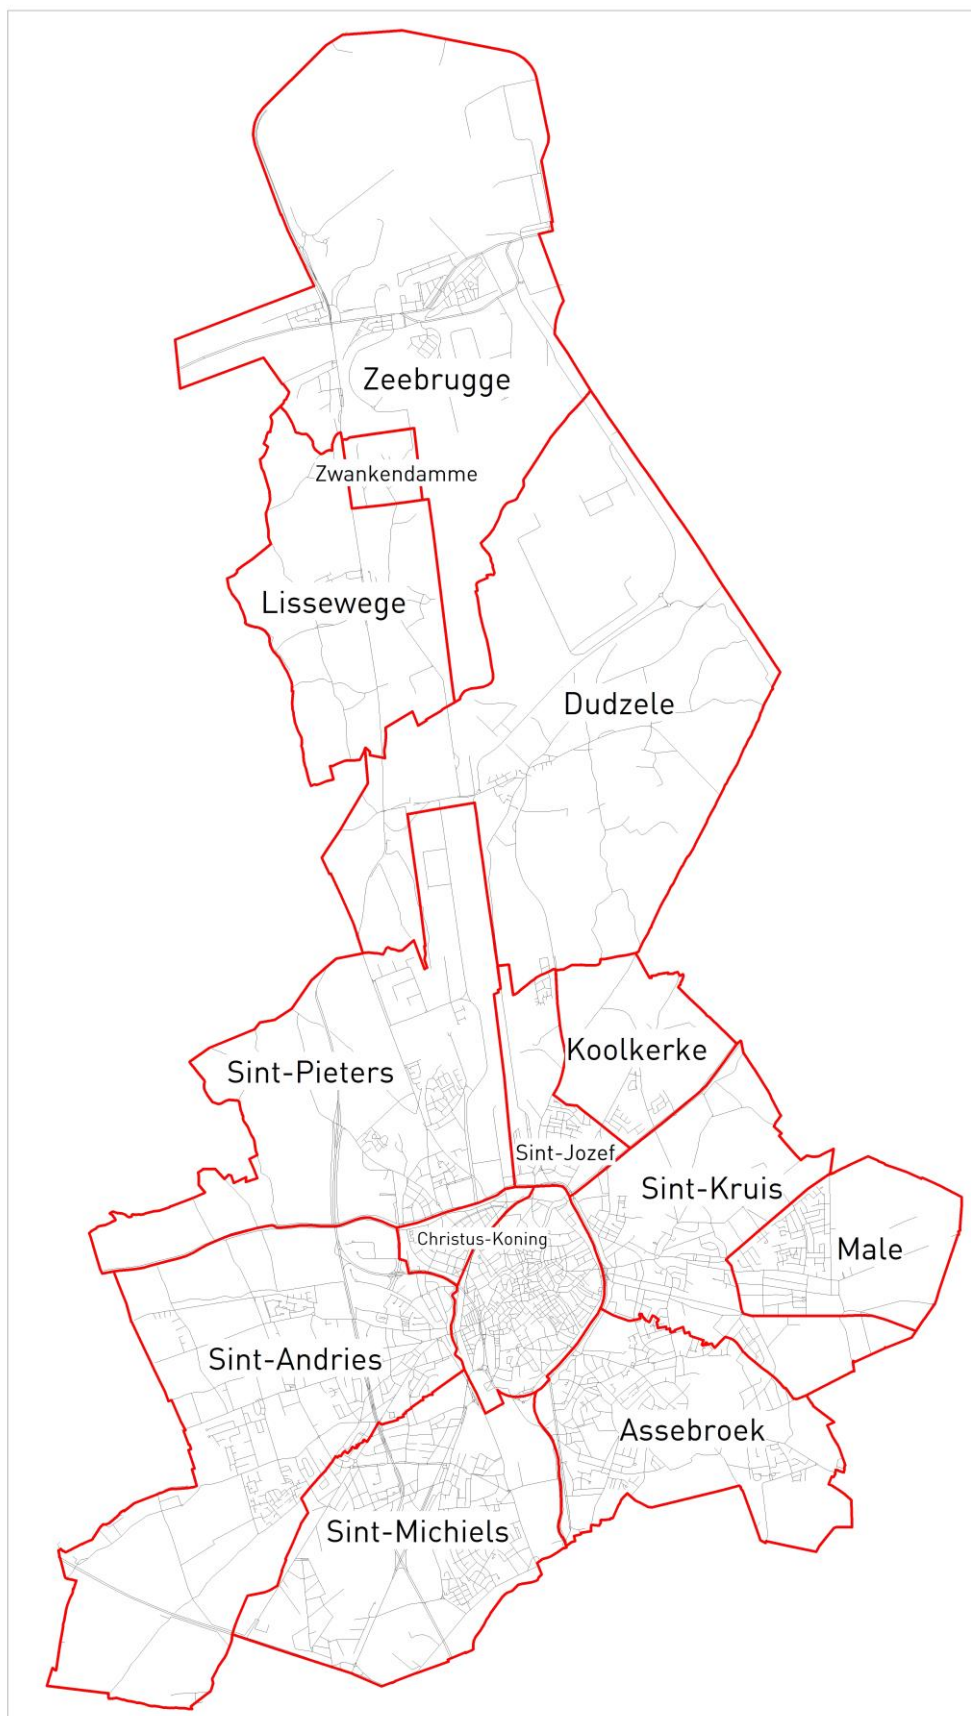 Zeebrugge
Zwankendamme
Lissewege
Dudzele
Koolkerke
Sint-Pieters
Sint-Jozef
Sint-Kruis
Christus-Koning
Male
Sint-Andries
Assebroek
Sint-Michiels